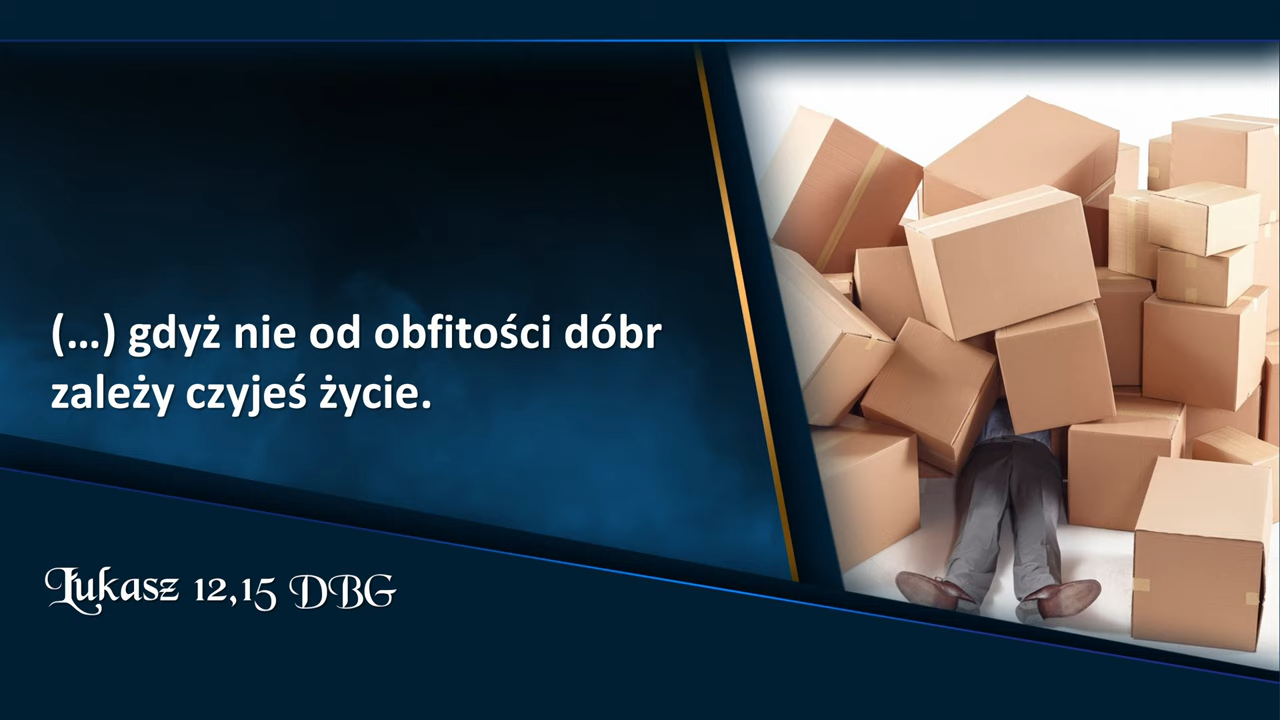 (...) gdyż nie od obfitości dóbr
zależy czyjeś życie.
Łukasz 12,15 DBG